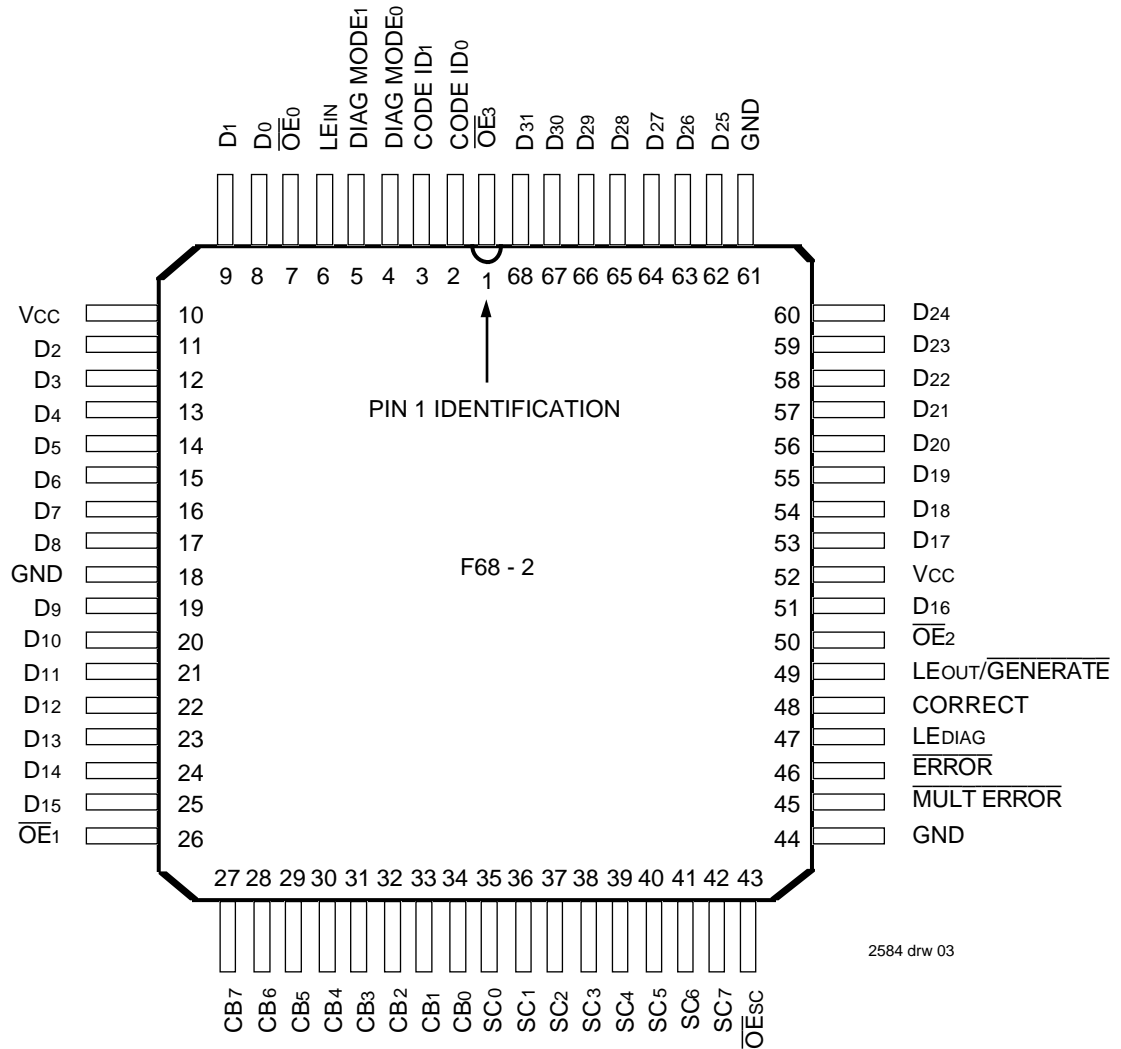 D1
D0
OE0
LEIN
DIAG MODE1
DIAG MODE0
CODE ID1
CODE ID0
OE3
D31
D30
D29
D28
D27
D26
D25
GND
9 8 7 6 5 4 3 2 1 68 67 66 65 64 63 62 61
VCC 10
D2 11
D3 12
D4 13
D5 14
D6 15
D7 16
D8 17
GND 18
D9 19
D10 20
D11 21
D12 22
D13 23
D14 24
D15 25
OE1 26
PIN 1 IDENTIFICATION
F68 - 2
60 D24
59 D23
58 D22
57 D21
56 D20
55 D19
54 D18
53 D17
52 VCC
51 D16
50 OE2
49 LEOUT/GENERATE
48 CORRECT
47 LEDIAG
46 ERROR
45 MULT ERROR
44 GND
27 28 29 30 31 32 33 34 35 36 37 38 39 40 41 42 43
CB7
CB6
CB5
CB4
CB3
CB2
CB1
CB0
SC0
SC1
SC2
SC3
SC4
SC5
SC6
SC7
OESC
2584 drw 03